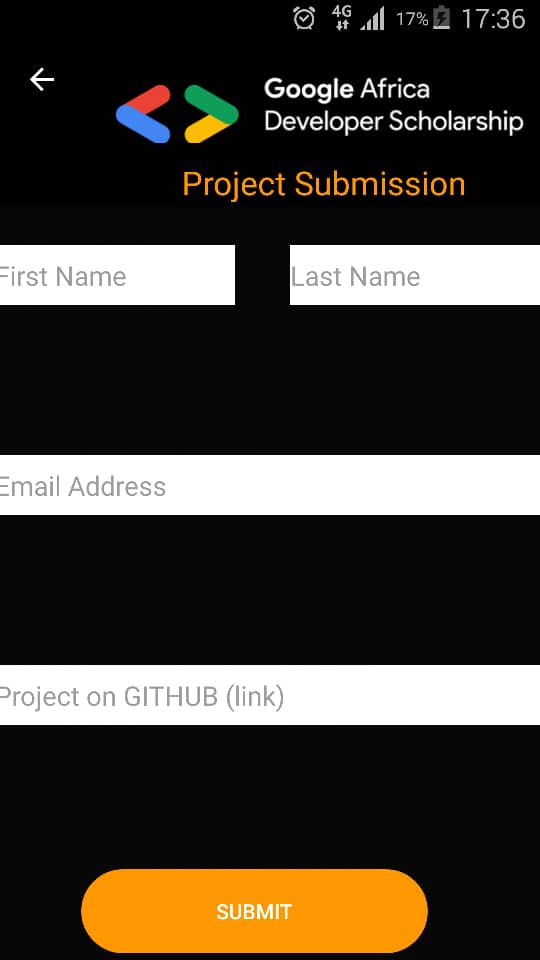 4G 17% 17:36
Google Africa
Developer Scholarship
Project Submission
First Name Last Name
Email Address
Project on GITHUB (link)
SUBMIT